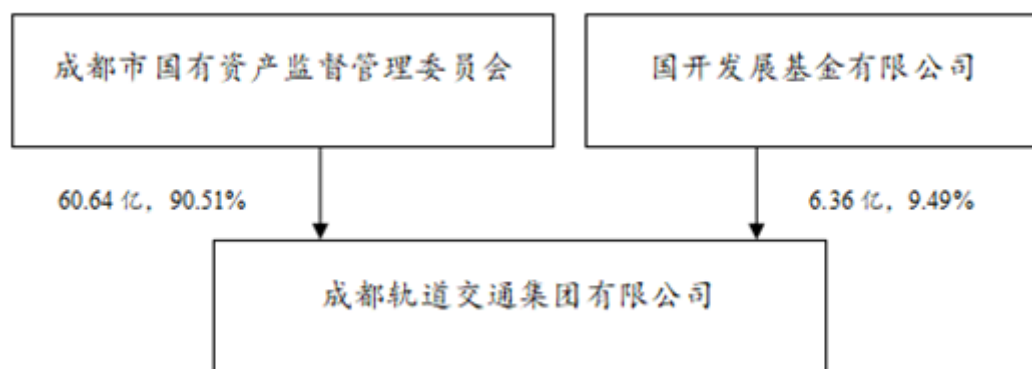 成都市国有资产监督管理委员会
国开发展基金有限公司
60.64 亿，90.51%
6.36 亿，9.49%
成都轨道交通集团有限公司